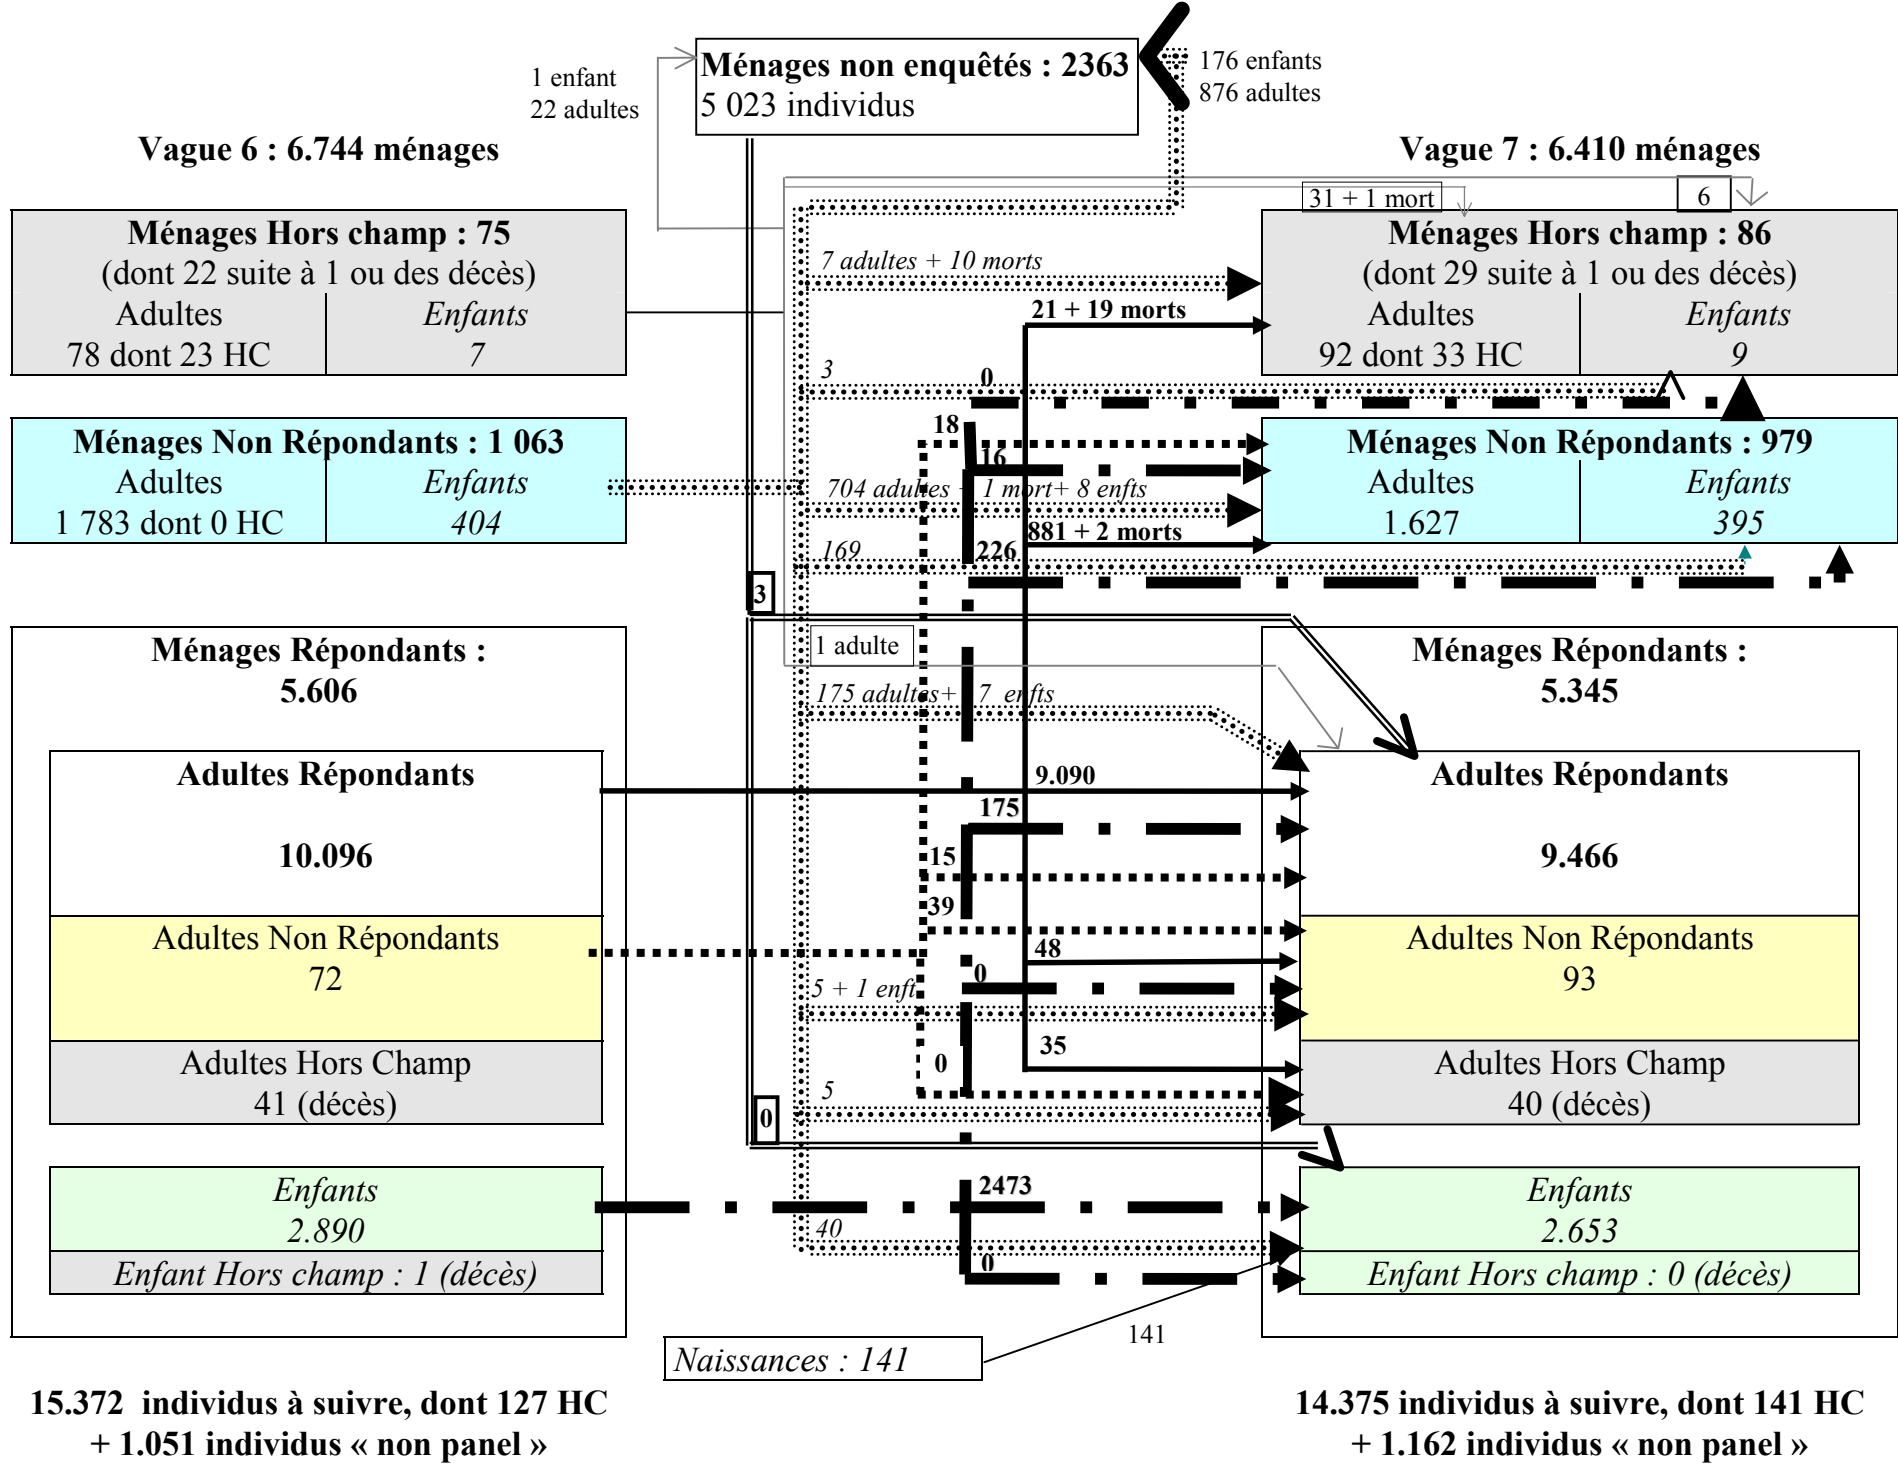 1 enfant
22 adultes
Ménages non enquêtés : 2363
5 023 individus
176 enfants
876 adultes
Vague 6 : 6.744 ménages
Vague 7 : 6.410 ménages
31 + 1 mort
6
Ménages Hors champ : 75
(dont 22 suite à 1 ou des décès)
Adultes
78 dont 23 HC
Enfants
7
Ménages Non Répondants : 1 063
Adultes
1 783 dont 0 HC
Enfants
404
Ménages Répondants :
5.606
Adultes Répondants
10.096
Adultes Non Répondants
72
Adultes Hors Champ
41 (décès)
Enfants
2.890
Enfant Hors champ : 1 (décès)
7 adultes + 10 morts
21 + 19 morts
3
0
18
16
704 adultes + 1 mort+ 8 enfts
881 + 2 morts
169
226
3
1 adulte
175 adultes+ 7 enfts
9.090
175
15
39
48
0
5 + 1 enft
35
0
5
0
2473
40
0
141
Naissances : 141
Ménages Hors champ : 86
(dont 29 suite à 1 ou des décès)
Adultes
92 dont 33 HC
Enfants
9
Ménages Non Répondants : 979
Adultes
1.627
Enfants
395
Ménages Répondants :
5.345
Adultes Répondants
9.466
Adultes Non Répondants
93
Adultes Hors Champ
40 (décès)
Enfants
2.653
Enfant Hors champ : 0 (décès)
15.372 individus à suivre, dont 127 HC
+ 1.051 individus « non panel »
14.375 individus à suivre, dont 141 HC
+ 1.162 individus « non panel »